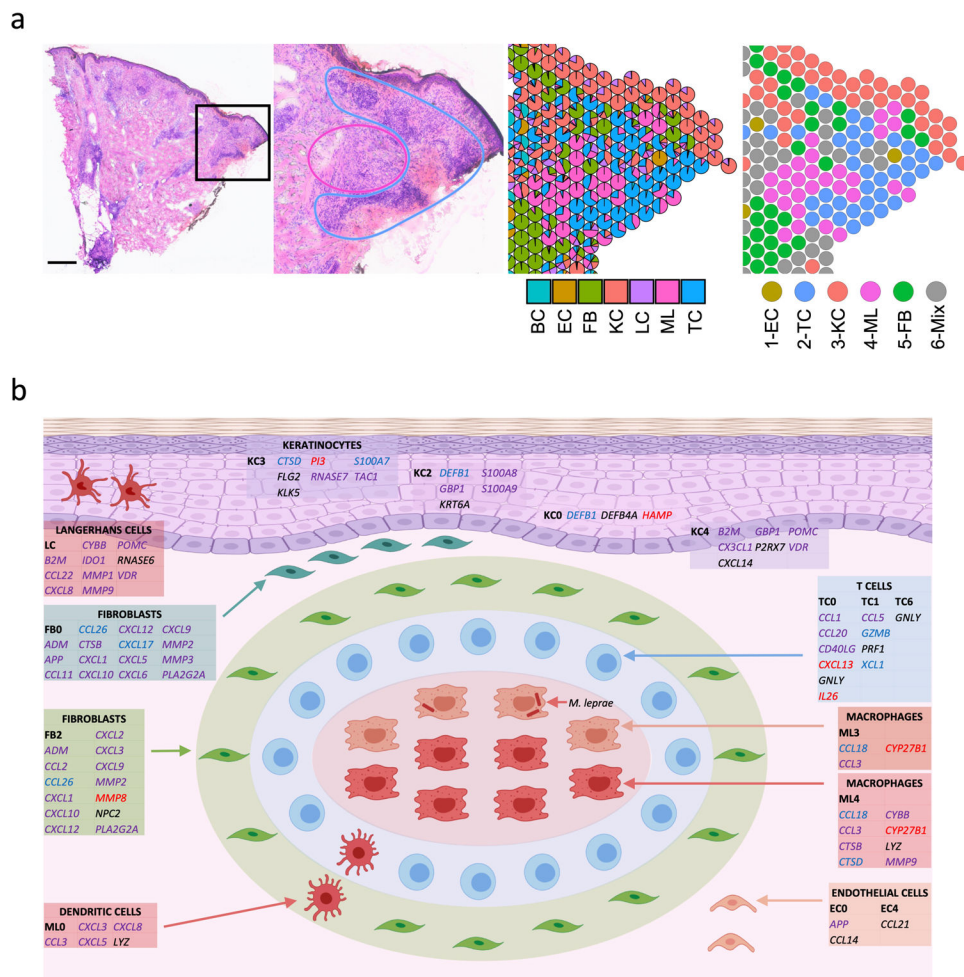 a
BC
EC
FB
KC
LC
ML
TC
1-EC
2-TC
3-KC
4-ML
5-FB
6-Mix
b
KERATINOCYTES
KC3 CTSD PI3 S100A7
FLG2 RNASE7 TAC1
KLK5
KC2 DEFB1 S100A8
GBP1 S100A9
KRT6A
KC0 DEFB1 DEFB4A HAMP
KC4 B2M GBP1 POMC
CX3CL1 P2RX7 VDR
CXCL14
LANGERHANS CELLS
LC CYBB POMC
B2M IDO1 RNASE6
CCL22 MMP1 VDR
CXCL8 MMP9
FIBROBLASTS
FB0 CCL26 CXCL12 CXCL9
ADM CTSB CXCL17 MMP2
APP CXCL1 CXCL5 MMP3
CCL11 CXCL10 CXCL6 PLA2G2A
T CELLS
TC0 TC1 TC6
CCL1 CCL5 GNLY
CCL20 GZMB
CD40LG PRF1
CXCL13 XCL1
GNLY
IL26
M. leprae
FIBROBLASTS
FB2 CXCL2
ADM CXCL3
CCL2 CXCL9
CCL26 MMP2
CXCL1 MMP8
CXCL10 NPC2
CXCL12 PLA2G2A
MACROPHAGES
ML3
CCL18 CYP27B1
CCL3
MACROPHAGES
ML4
CCL18 CYBB
CCL3 CYP27B1
CTSB LYZ
CTSD MMP9
DENDRITIC CELLS
ML0 CXCL3 CXCL8
CCL3 CXCL5 LYZ
ENDOTHELIAL CELLS
EC0 EC4
APP CCL21
CCL14